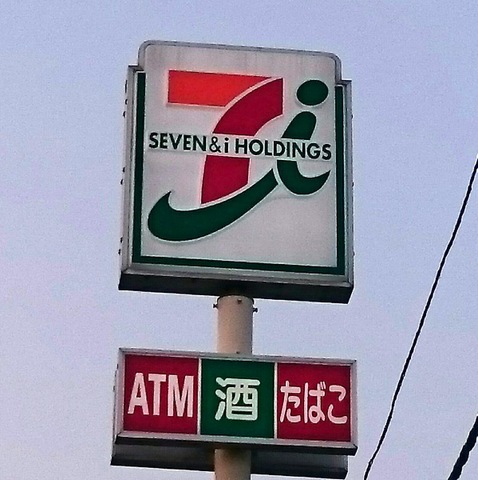 SEVEN&i HOLDINGS
ATM 酒 たばこ